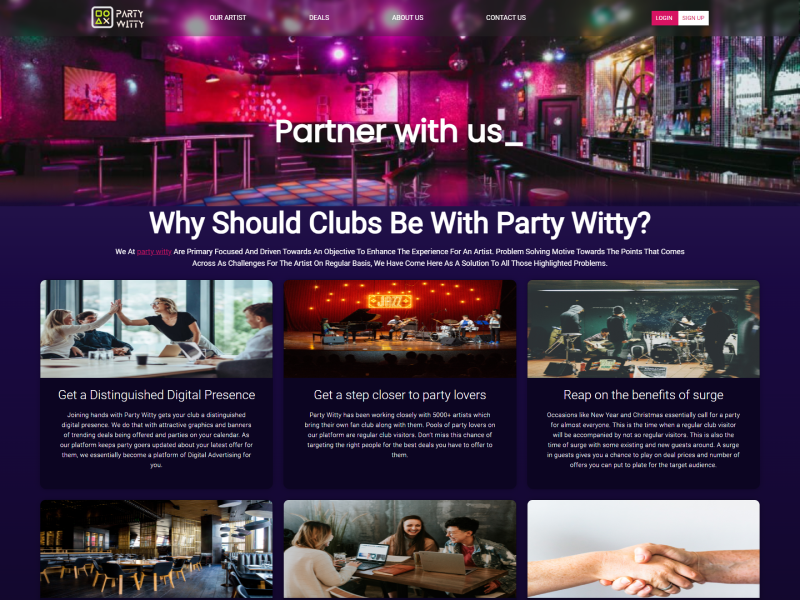 PARTY
WITTY
OUR ARTIST
DEALS
ABOUT US
CONTACT US
LOGIN
SIGN UP
Partner with us_
Why Should Clubs Be With Party Witty?
We At party witty Are Primary Focused And Driven Towards An Objective To Enhance The Experience For An Artist. Problem Solving Motive Towards The Points That Comes
Across As Challenges For The Artist On Regular Basis, We Have Come Here As A Solution To All Those Highlighted Problems.
JAZZ
Get a Distinguished Digital Presence
Joining hands with Party Witty gets your club a distinguished
digital presence. We do that with attractive graphics and banners
of trending deals being offered and parties on your calendar. As
our platform keeps party goers updated about your latest offer for
them, we essentially become a platform of Digital Advertising for
you.
Get a step closer to party lovers
Party Witty has been working closely with 5000+ artists which
bring their own fan club along with them. Pools of party lovers on
our platform are regular club visitors. Don't miss this chance of
targeting the right people for the best deals you have to offer to
them.
Reap on the benefits of surge
Occasions like New Year and Christmas essentially call for a party
for almost everyone. This is the time when a regular club visitor
will be accompanied by not so regular visitors. This is also the
time of surge with some existing and new guests around. A surge
in guests gives you a chance to play on deal prices and number of
offers you can put to plate for the target audience.